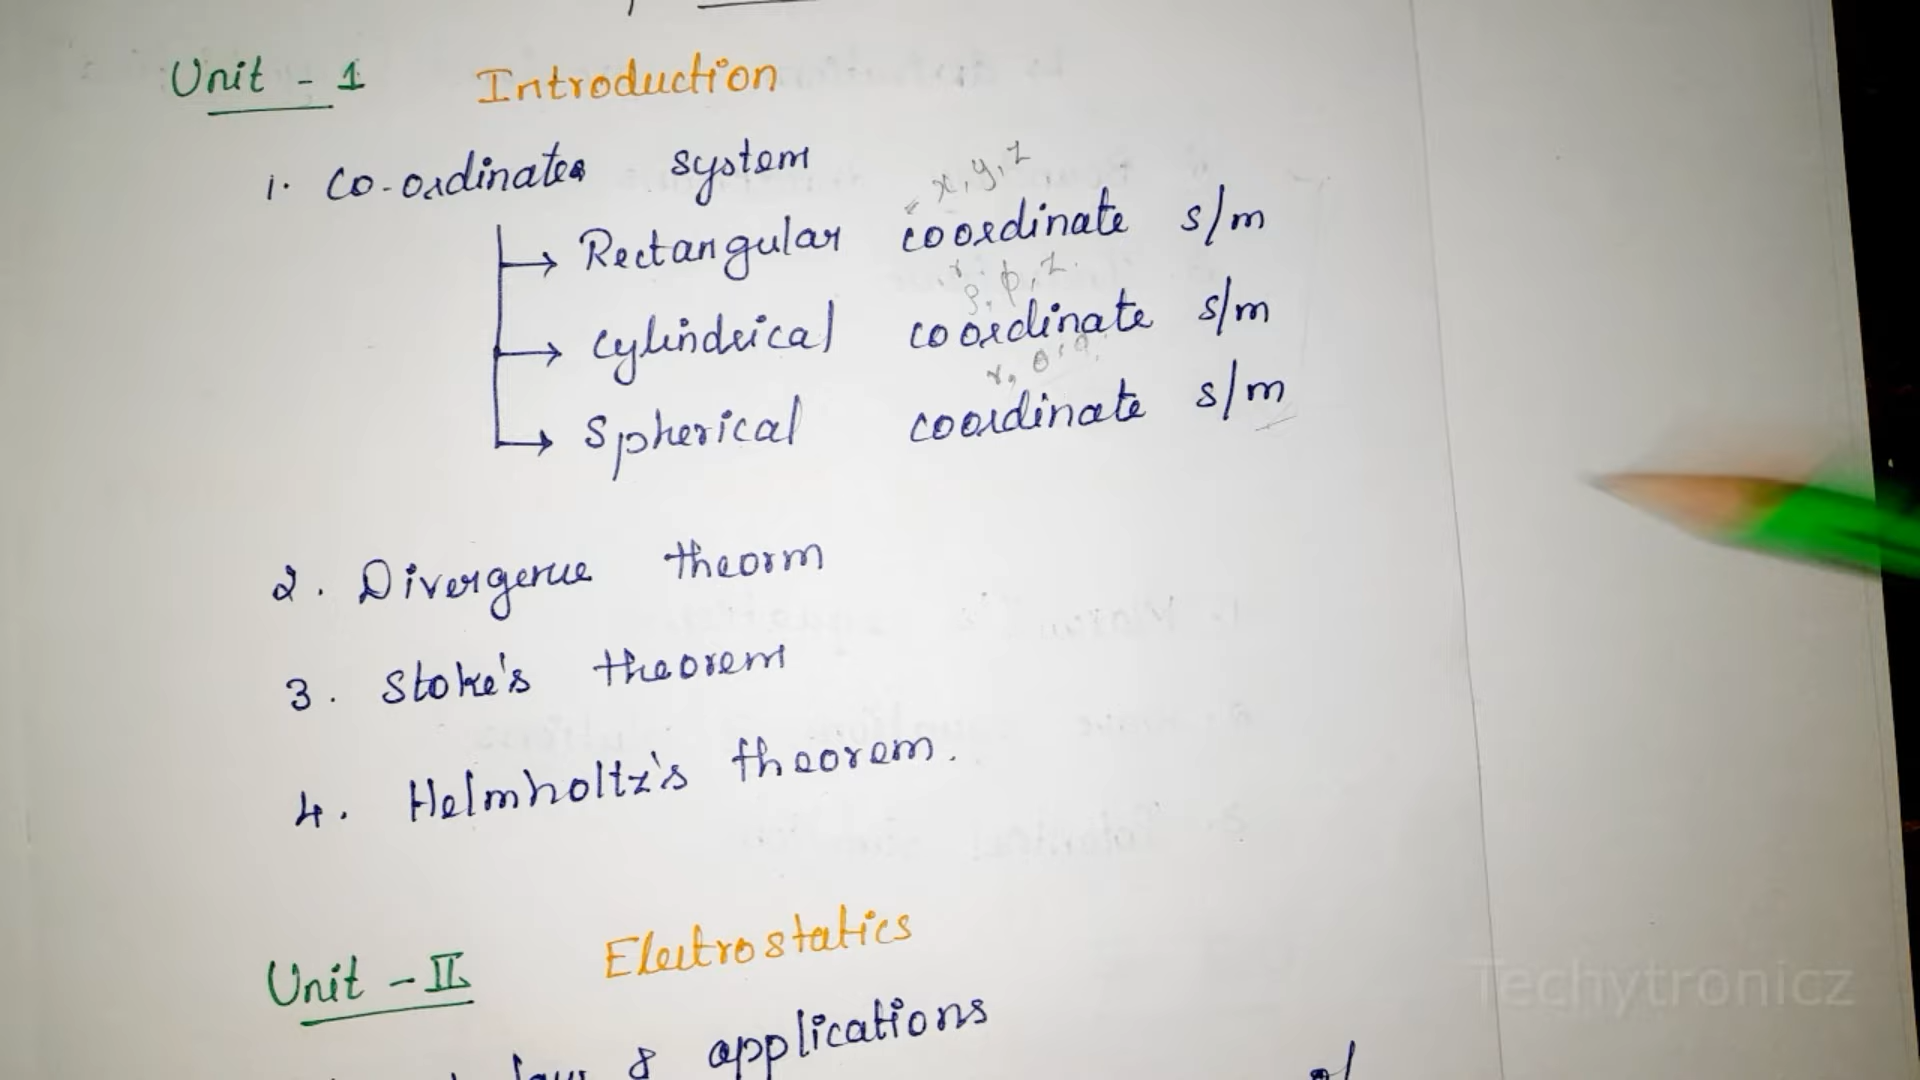 Unit - 1 Introduction
1. Co-ordinates system
x, y, z
→ Rectangular coordinate s/m
ρ, ϕ, z
→ cylindrical coordinate s/m
r, θ,
→ Spherical coordinate s/m
2. Divergence theorm
3. Stoke's theorem
4. Helmholtz's theorem.
Unit - II Electrostatics
law & applications
Techytronicz